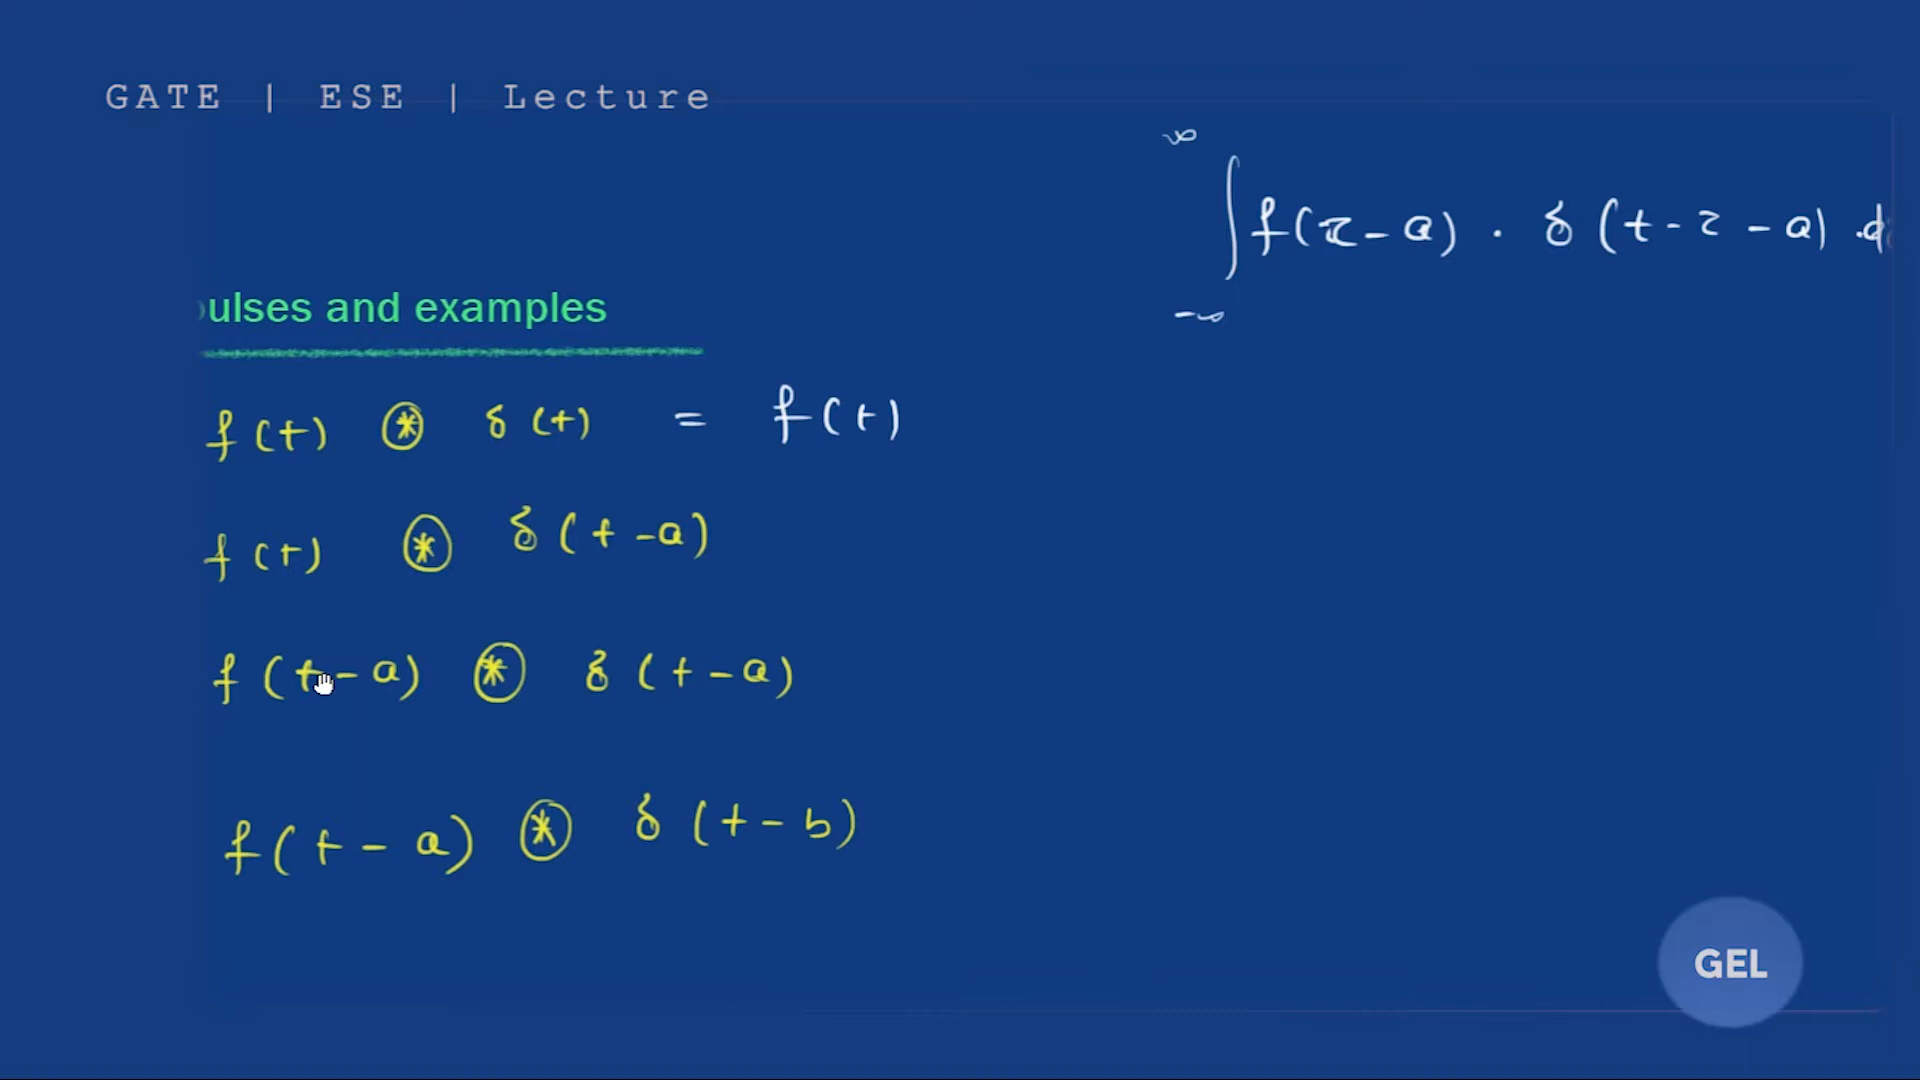 GATE | ESE | Lecture
∞
∫ f(τ - a) . δ(t - τ - a) . d
-∞
ulses and examples
f(t) ⊛ δ(t) = f(t)
f(t) ⊛ δ(t - a)
f(t - a) ⊛ δ(t - a)
f(t - a) ⊛ δ(t - b)
GEL